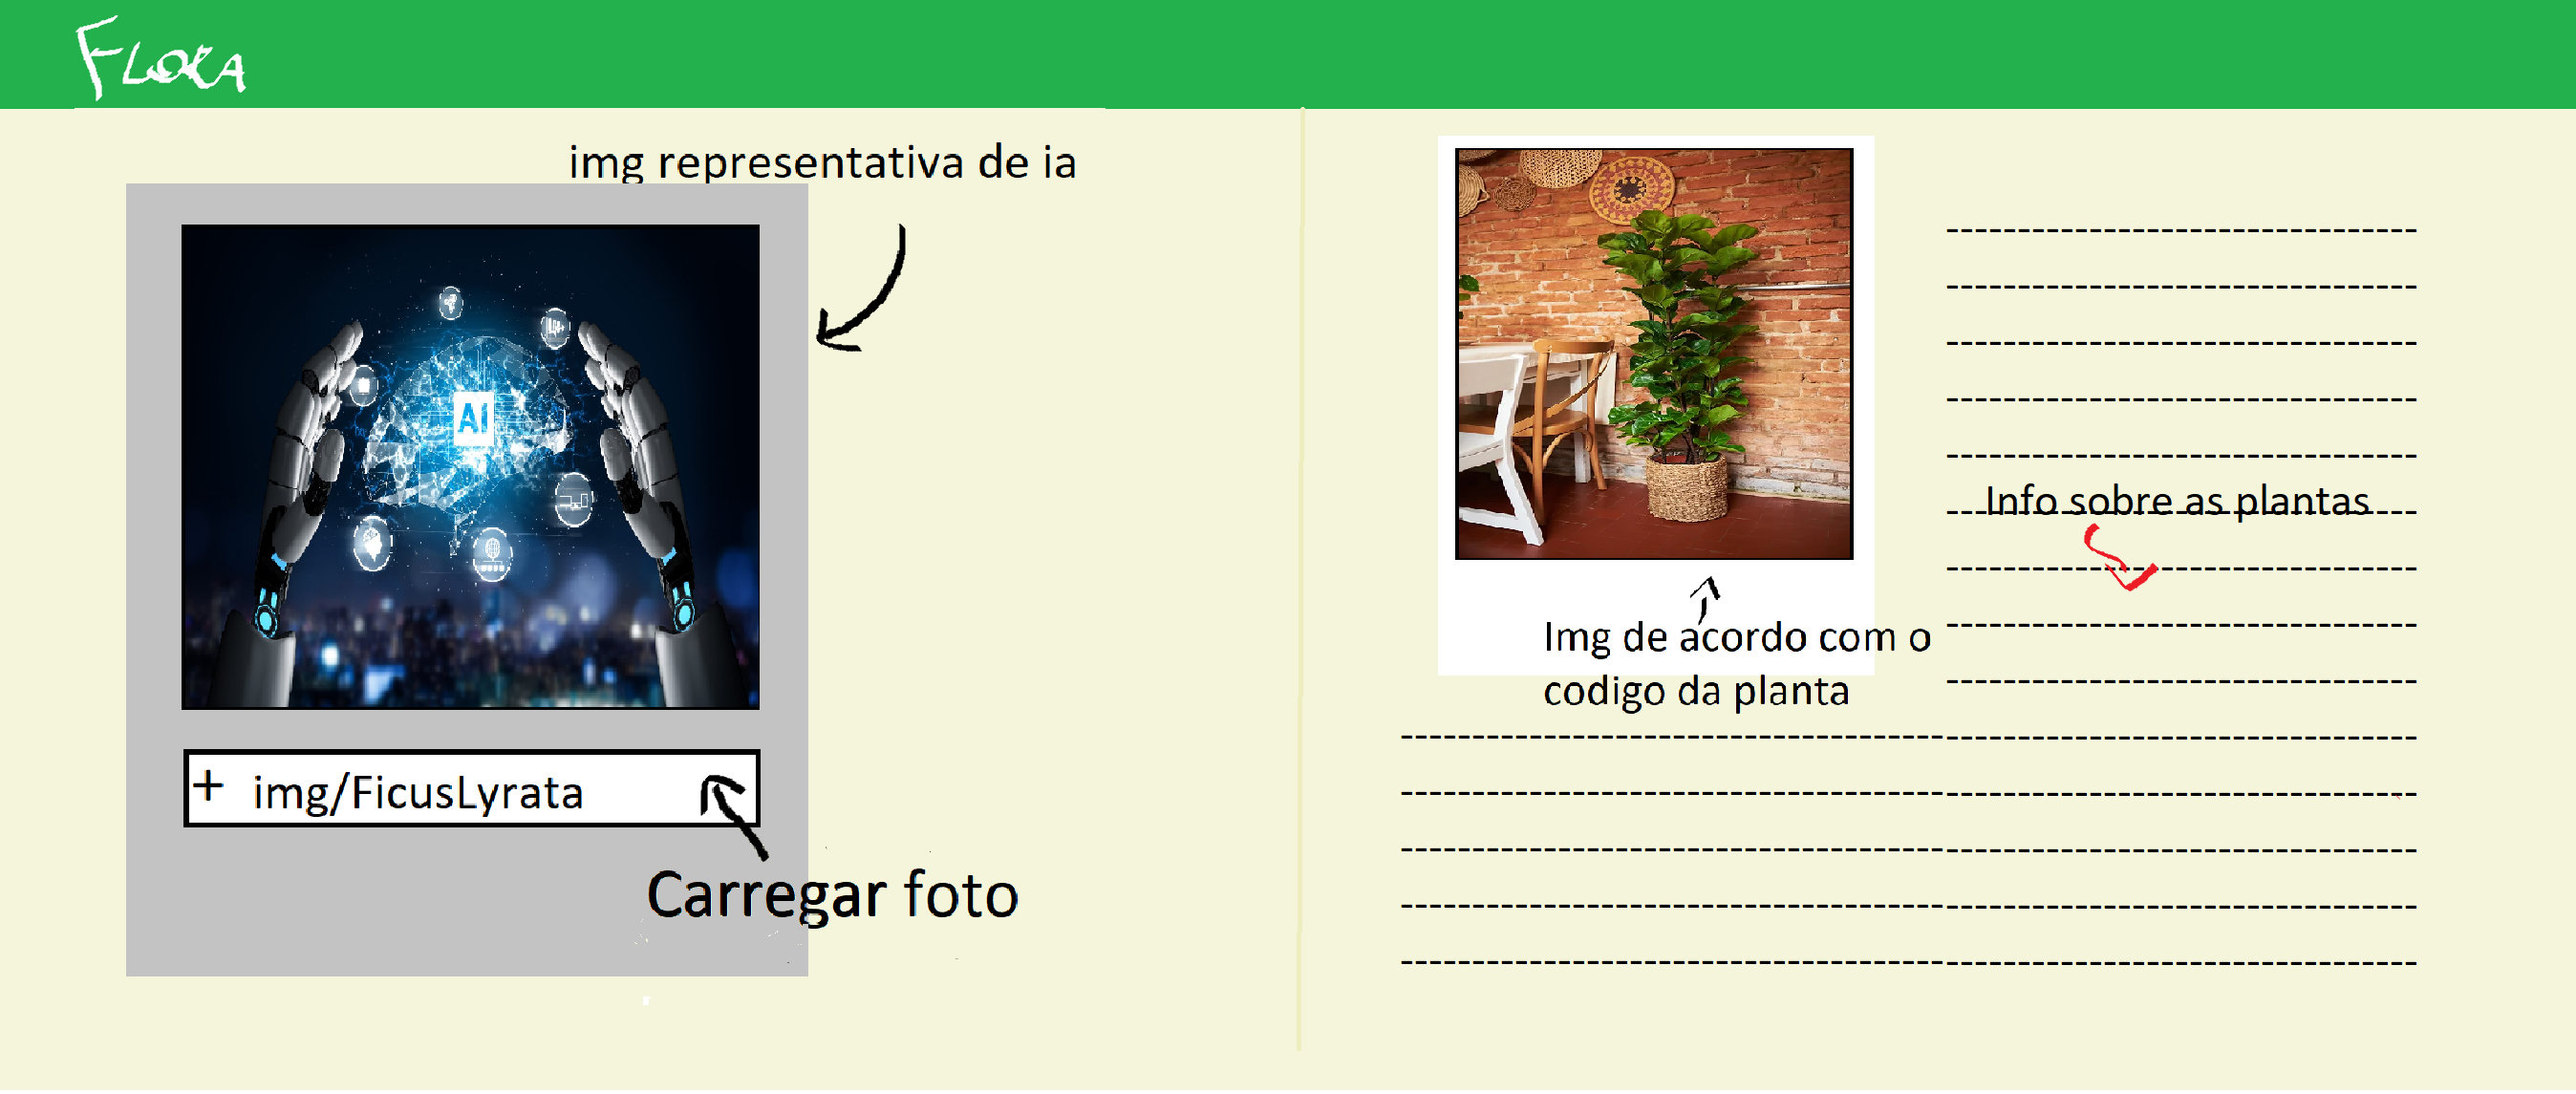 FLORA
img representativa de ia
AI
+ img/FicusLyrata
Carregar foto
Info sobre as plantas
Img de acordo com o
codigo da planta